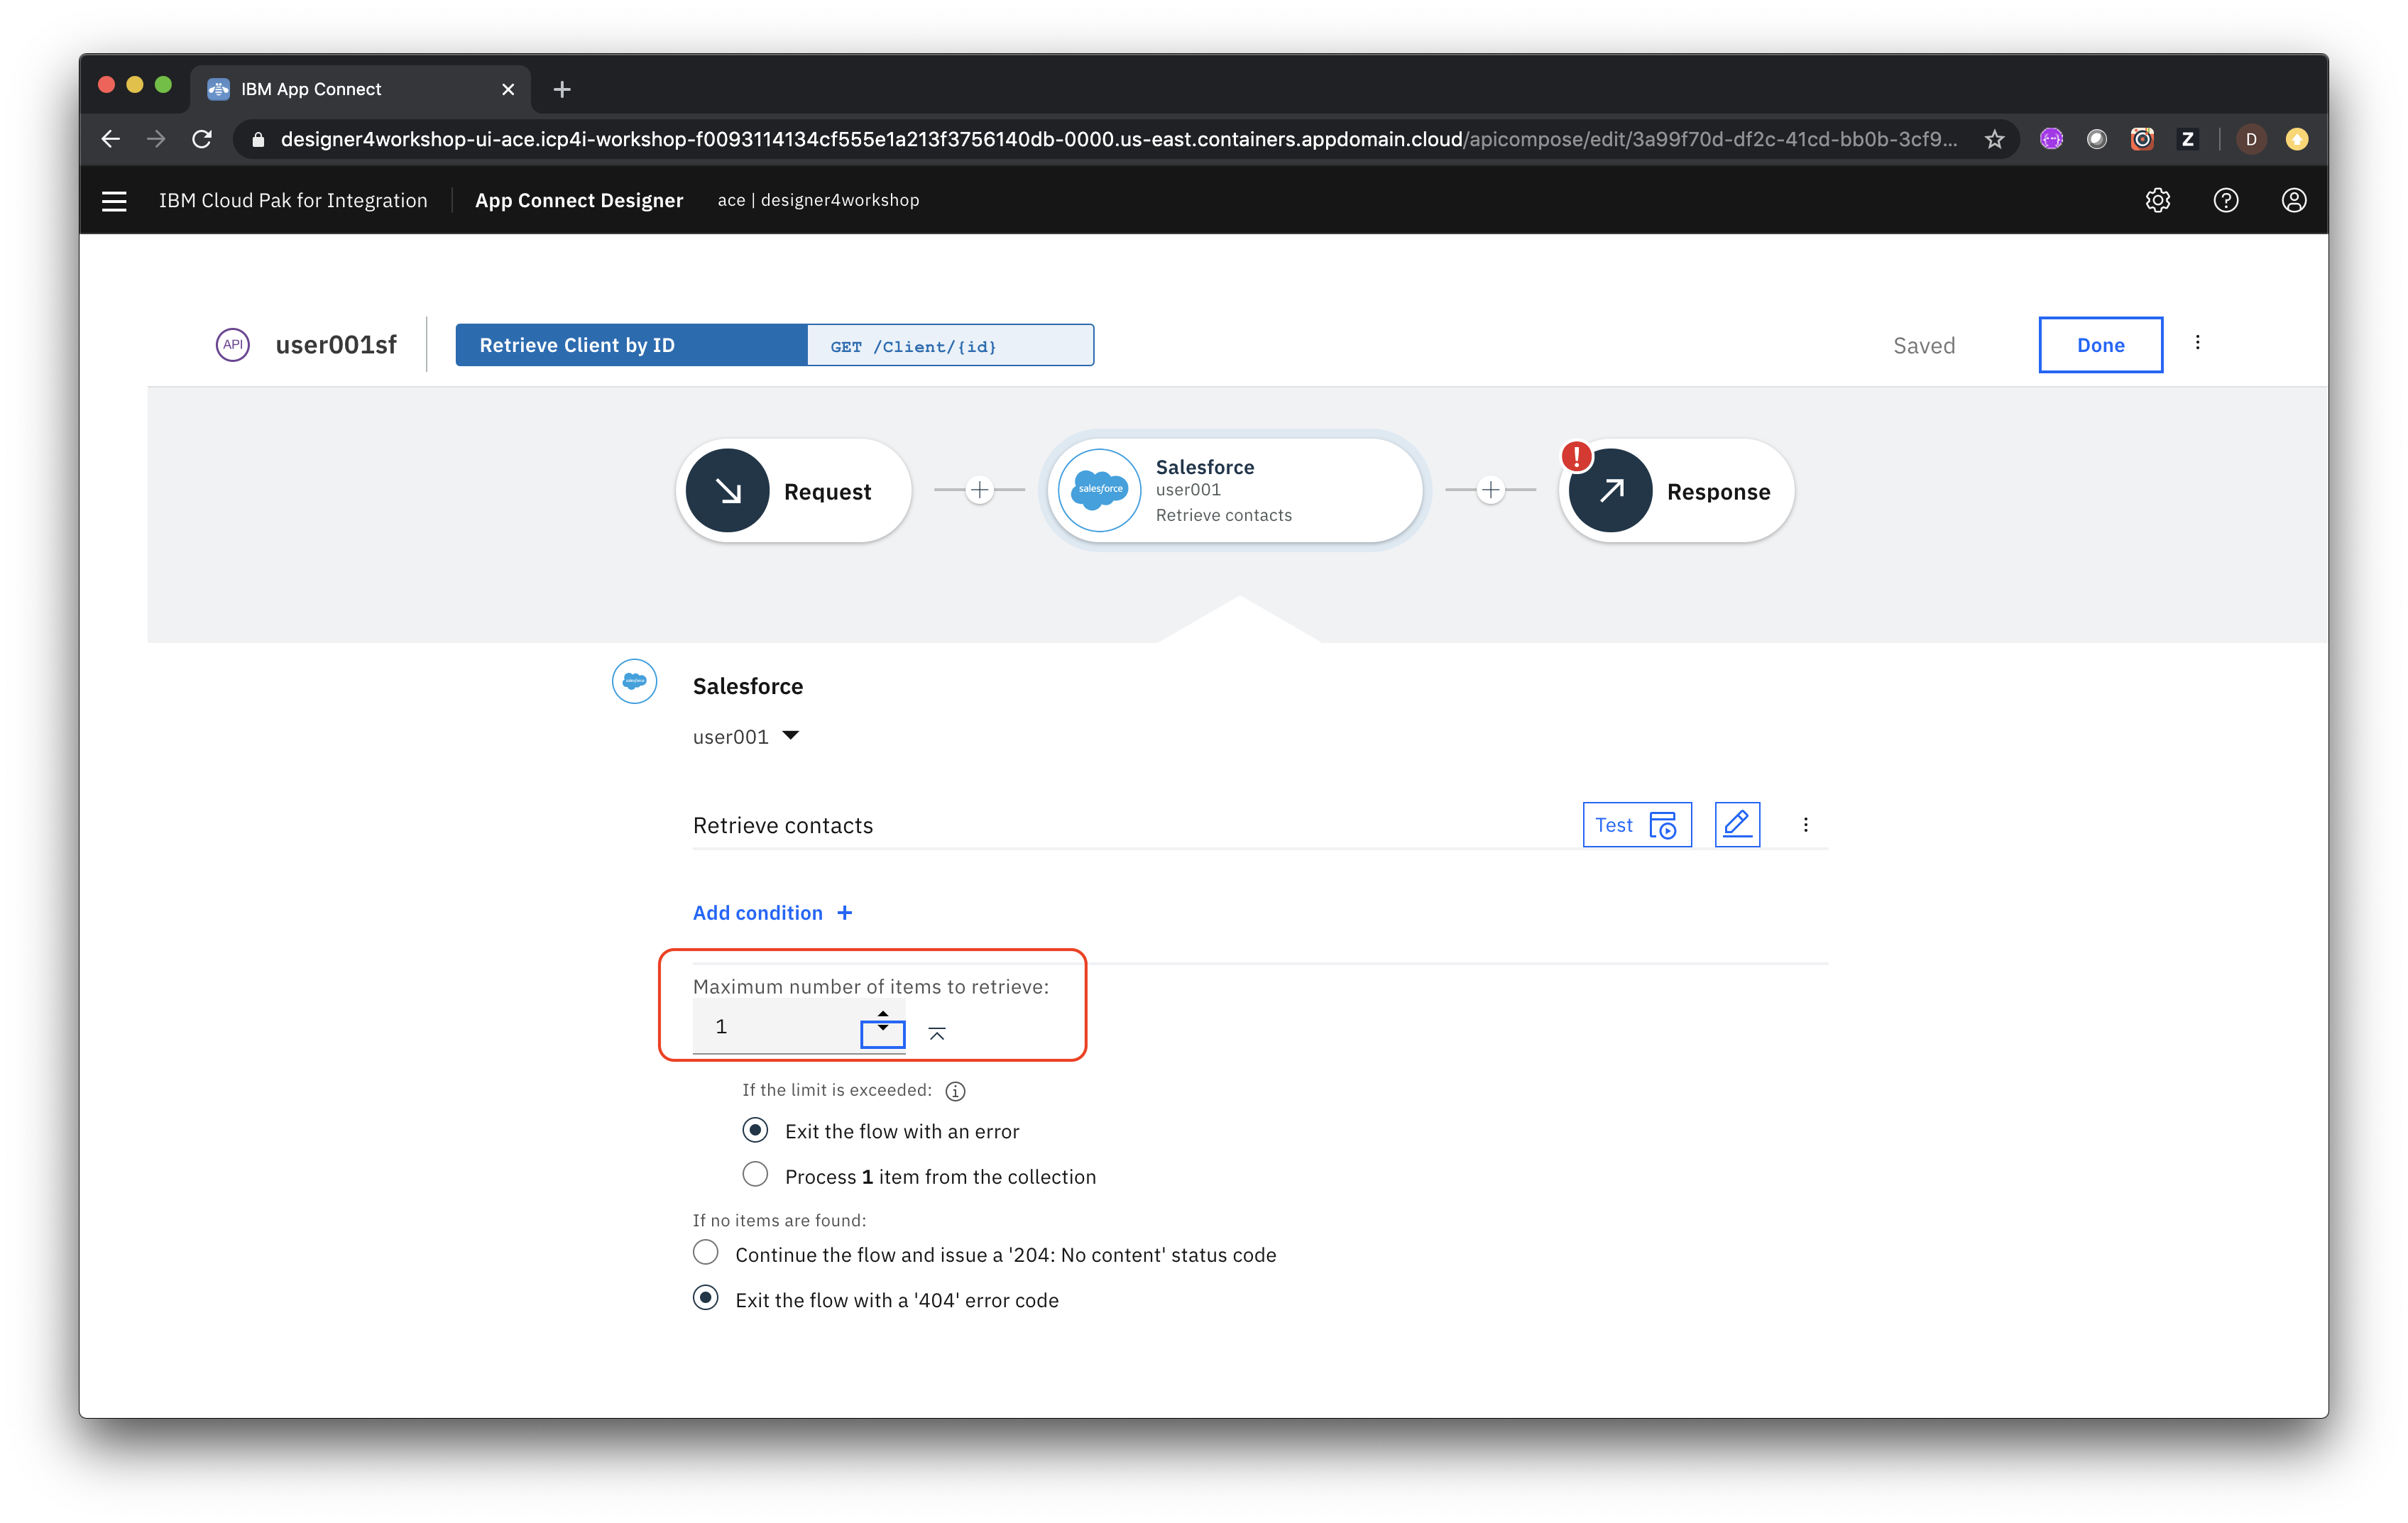 IBM App Connect
designer4workshop-ui-ace.icp4i-workshop-f0093114134cf555e1a213f3756140db-0000.us-east.containers.appdomain.cloud/apicompose/edit/3a99f70d-df2c-41cd-bb0b-3cf9...
Z
D
IBM Cloud Pak for Integration
App Connect Designer
ace | designer4workshop
API
user001sf
Retrieve Client by ID
GET /Client/{id}
Saved
Done
Request
salesforce
Salesforce
user001
Retrieve contacts
!
Response
Salesforce
user001
Retrieve contacts
Test
Add condition +
Maximum number of items to retrieve:
1
If the limit is exceeded:
Exit the flow with an error
Process 1 item from the collection
If no items are found:
Continue the flow and issue a '204: No content' status code
Exit the flow with a '404' error code